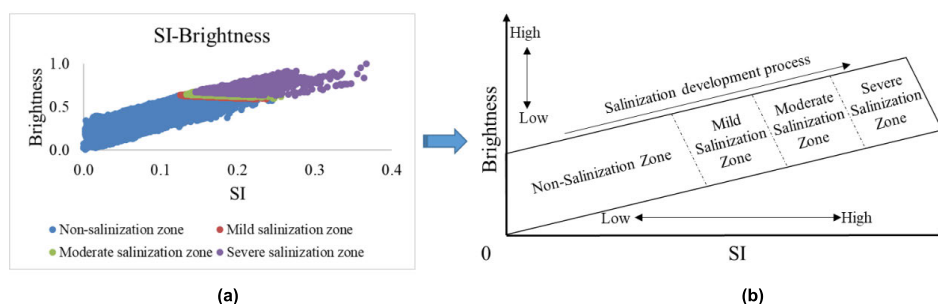 SI-Brightness
Brightness
1.0
0.5
0.0
0.0
0.1
0.2
0.3
0.4
SI
Non-salinization zone
Mild salinization zone
Moderate salinization zone
Severe salinization zone
(a)
Brightness
High
Low
Salinization development process
Non-Salinization Zone
Mild
Salinization
Zone
Moderate
Salinization
Zone
Severe
Salinization
Zone
Low
High
0
SI
(b)